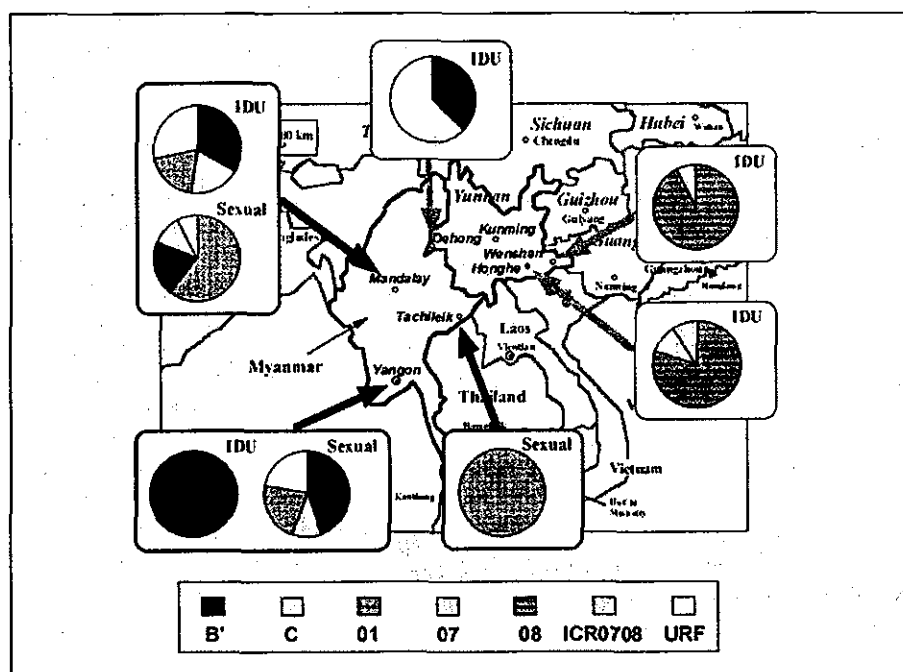 IDU
IDU
Sexual
Sichuan
Chengdu
Hubei
Yunnan
Guizhou
Guiyang
Kunming
Dehong
Wenshan
Honghe
Nanning
IDU
IDU
Mandalay
Tachileik
Laos
Myanmar
Yangon
Thailand
Vietnam
IDU
Sexual
Sexual
B'
C
01
07
08
ICR0708
URF